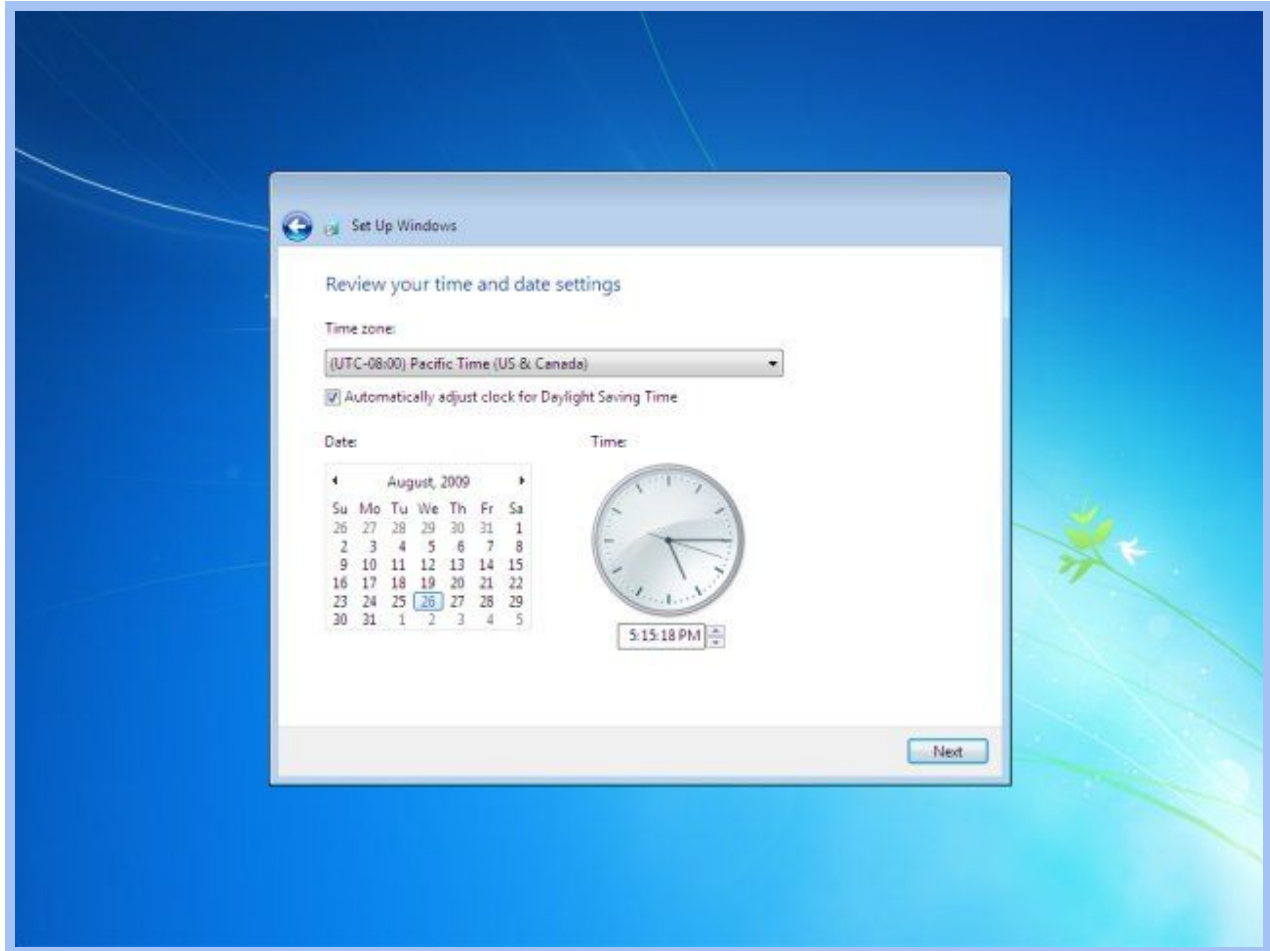 Set Up Windows
Review your time and date settings
Time zone:
(UTC-08:00) Pacific Time (US & Canada)
Automatically adjust clock for Daylight Saving Time
Date:
Time:
August, 2009
Su Mo Tu We Th Fr Sa
26 27 28 29 30 31 1
2 3 4 5 6 7 8
9 10 11 12 13 14 15
16 17 18 19 20 21 22
23 24 25 26 27 28 29
30 31 1 2 3 4 5
5:15:18 PM
Next